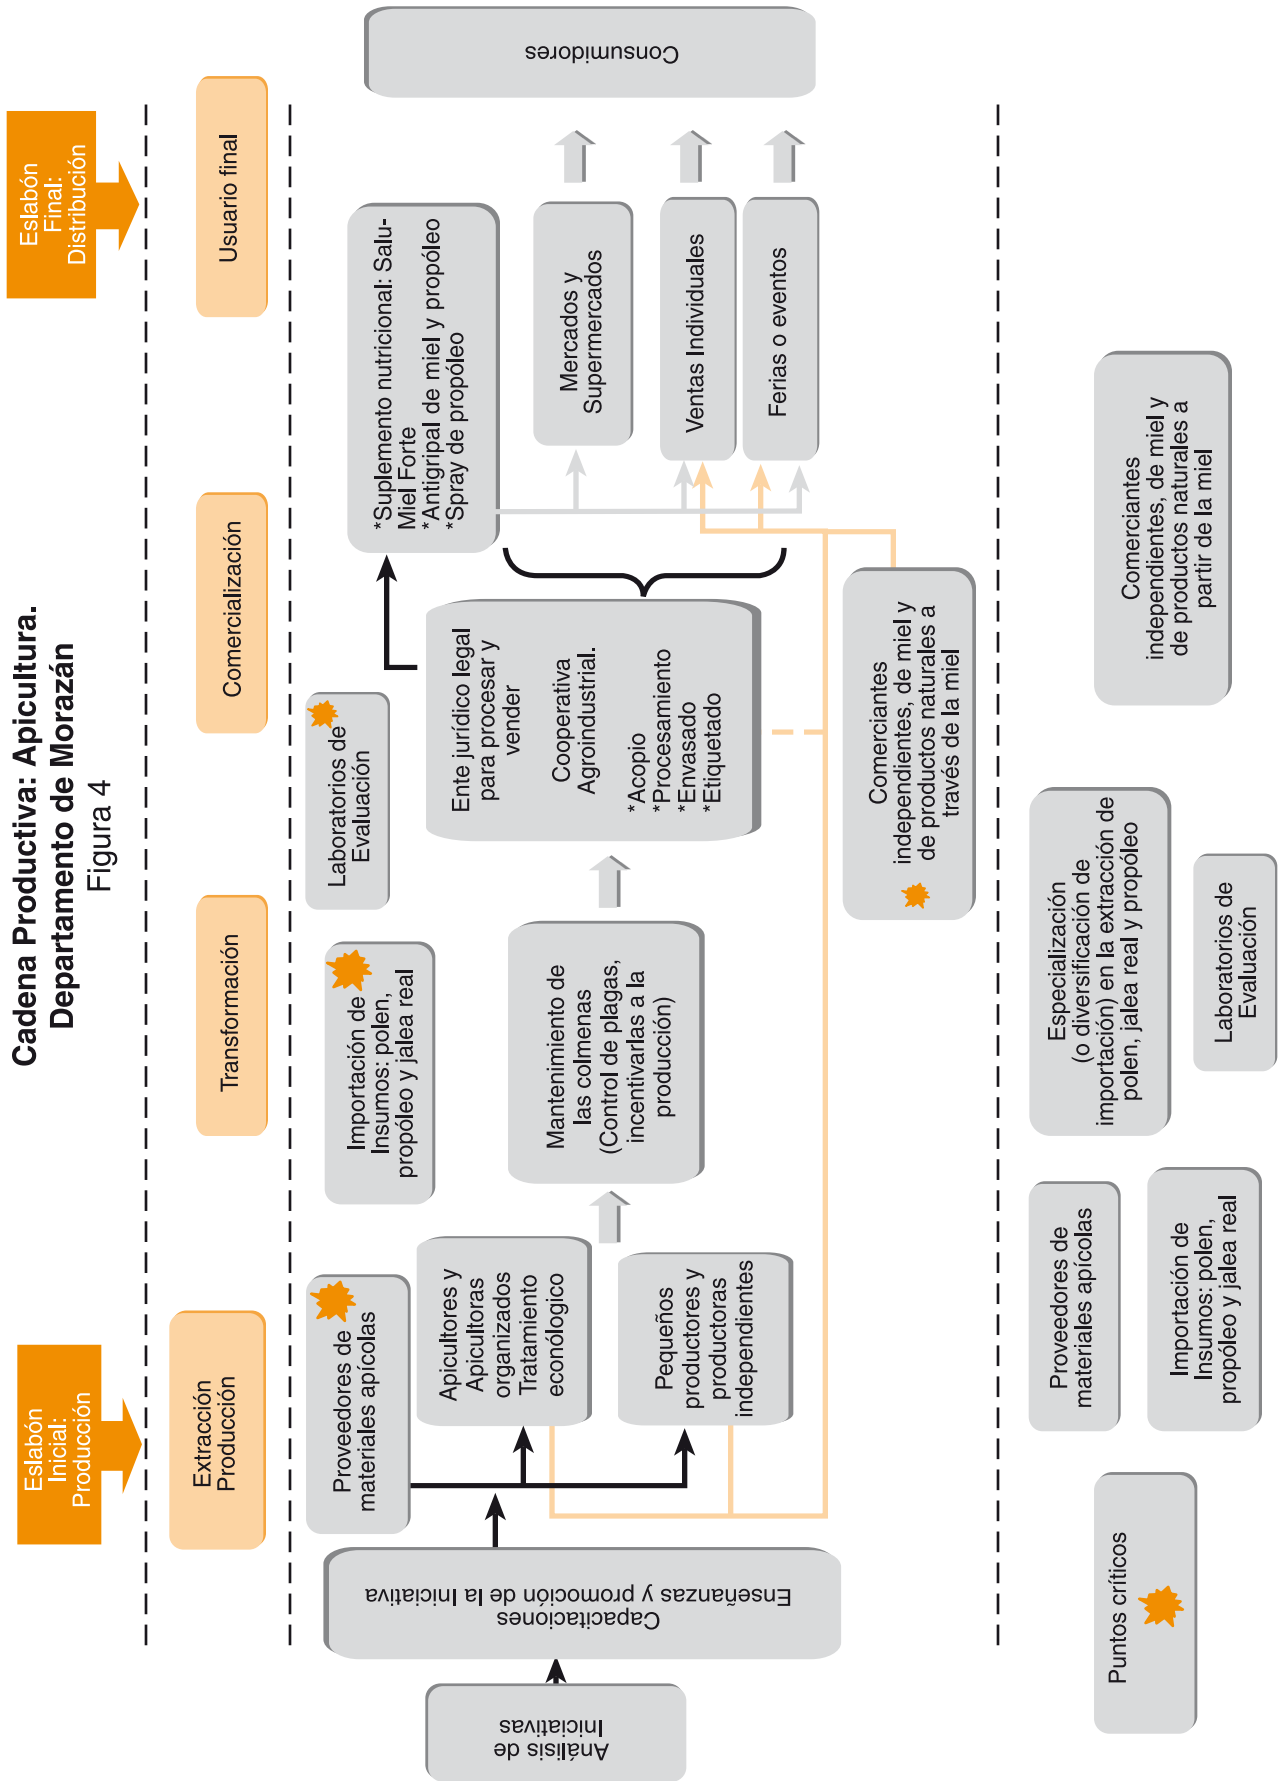 Cadena Productiva: Apicultura.
Departamento de Morazán
Figura 4
Eslabón
Inicial:
Producción
Eslabón
Final:
Distribución
Extracción
Producción
Transformación
Comercialización
Usuario final
Análisis de
Iniciativas
Capacitaciones
Enseñanzas y promoción de la Iniciativa
Proveedores de
materiales apícolas
Apicultores y
Apicultoras
organizados
Tratamiento
econólogico
Pequeños
productores y
productoras
independientes
Importación de
Insumos: polen,
propóleo y jalea real
Mantenimiento de
las colmenas
(Control de plagas,
incentivarlas a la
producción)
Laboratorios de
Evaluación
Ente jurídico legal
para procesar y
vender
Cooperativa
Agroindustrial.
*Acopio
*Procesamiento
*Envasado
*Etiquetado
Comerciantes
independientes, de miel y
de productos naturales a
través de la miel
*Suplemento nutricional: Salu-
Miel Forte
*Antigripal de miel y propóleo
*Spray de propóleo
Mercados y
Supermercados
Ventas Individuales
Ferias o eventos
Consumidores
Puntos críticos
Proveedores de
materiales apícolas
Importación de
Insumos: polen,
propóleo y jalea real
Especialización
(o diversificación de
importación) en la extracción de
polen, jalea real y propóleo
Laboratorios de
Evaluación
Comerciantes
independientes, de miel y
de productos naturales a
partir de la miel